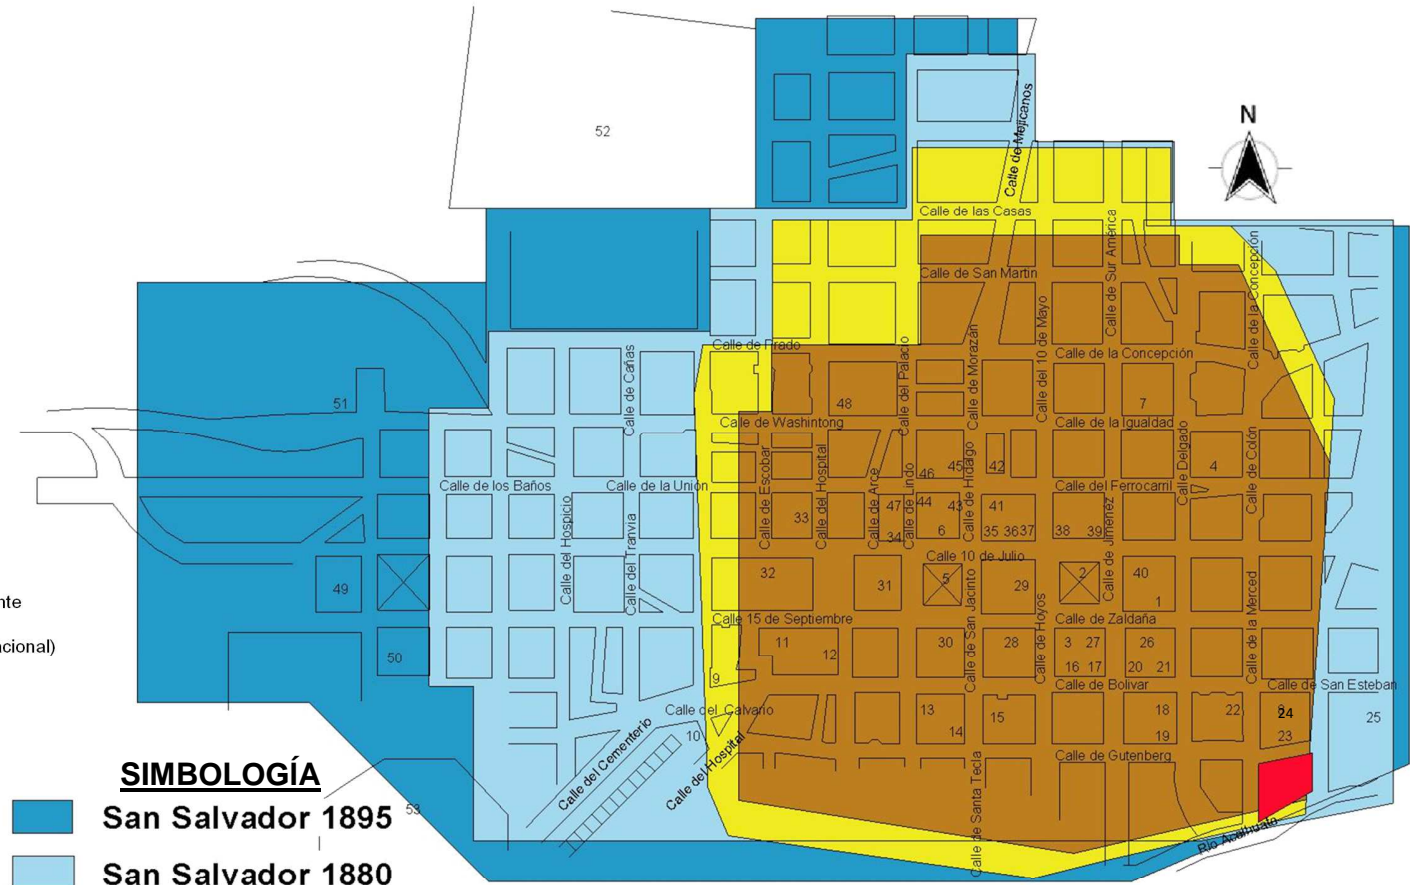 52
N
Calle de Mejicanos
Calle de las Casas
Calle de Sur América
Calle de San Martin
Calle de la Concepción
Calle de Prado
Calle de Cañas
Calle del Palacio
Calle de Morazán
Calle del 10 de Mayo
Calle de la Concepción
51
48
7
Calle de Washintong
Calle de la Igualdad
Calle Delgado
Calle de Colón
46
45
42
4
Calle de los Baños
Calle de la Unión
Calle de Escobar
Calle del Hospital
Calle de Arce
Calle de Lindo
Calle de Hidalgo
Calle del Ferrocarril
Calle del Hospicio
Calle del Tranvia
33
47
44
43
41
34
6
35
36
37
38
39
Calle de Jiménez
Calle 10 de Julio
49
32
31
5
29
2
40
1
nte
Calle 15 de Septiembre
Calle de San Jacinto
Calle de Hoyos
Calle de Zaldaña
Calle de la Merced
acional)
50
11
12
30
28
3
27
26
16
17
20
21
9
Calle de Bolivar
Calle de San Esteban
Calle del Calvario
10
13
14
15
18
19
22
24
23
25
Calle del Cementerio
Calle del Hospital
Calle de Santa Tecla
Calle de Gutenberg
Rio Acelhuata
53
SIMBOLOGÍA
San Salvador 1895
San Salvador 1880